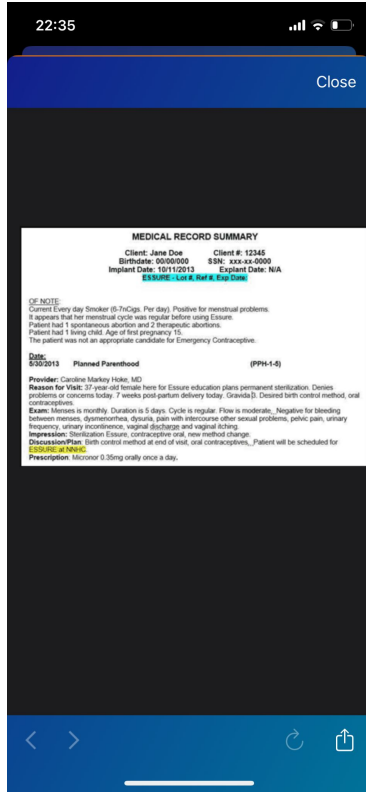 22:35
Close
MEDICAL RECORD SUMMARY
Client: Jane Doe Client #: 12345
Birthdate: 00/00/000 SSN: xxx-xx-0000
Implant Date: 10/11/2013 Explant Date: N/A
ESSURE - Lot #, Ref #, Exp Date:
OF NOTE:
Current Every day Smoker (6-7nCigs. Per day). Positive for menstrual problems.
It appears that her menstrual cycle was regular before using Essure.
Patient had 1 spontaneous abortion and 2 therapeutic abortions.
Patient had 1 living child. Age of first pregnancy 15.
The patient was not an appropriate candidate for Emergency Contraceptive.
Date:
5/30/2013 Planned Parenthood (PPH-1-5)
Provider: Caroline Markey Hoke, MD
Reason for Visit: 37-year-old female here for Essure education plans permanent sterilization. Denies
problems or concerns today. 7 weeks post-partum delivery today. Gravida 3. Desired birth control method, oral
contraceptives.
Exam: Menses is monthly. Duration is 5 days. Cycle is regular. Flow is moderate,_Negative for bleeding
between menses, dysmenorrhea, dysuria, pain with intercourse other sexual problems, pelvic pain, urinary
frequency, urinary incontinence, vaginal discharge and vaginal itching.
Impression: Sterilization Essure, contraceptive oral, new method change.
Discussion/Plan: Birth control method at end of visit, oral contraceptives,_Patient will be scheduled for
ESSURE at NNHC.
Prescription: Micronor 0.35mg orally once a day.